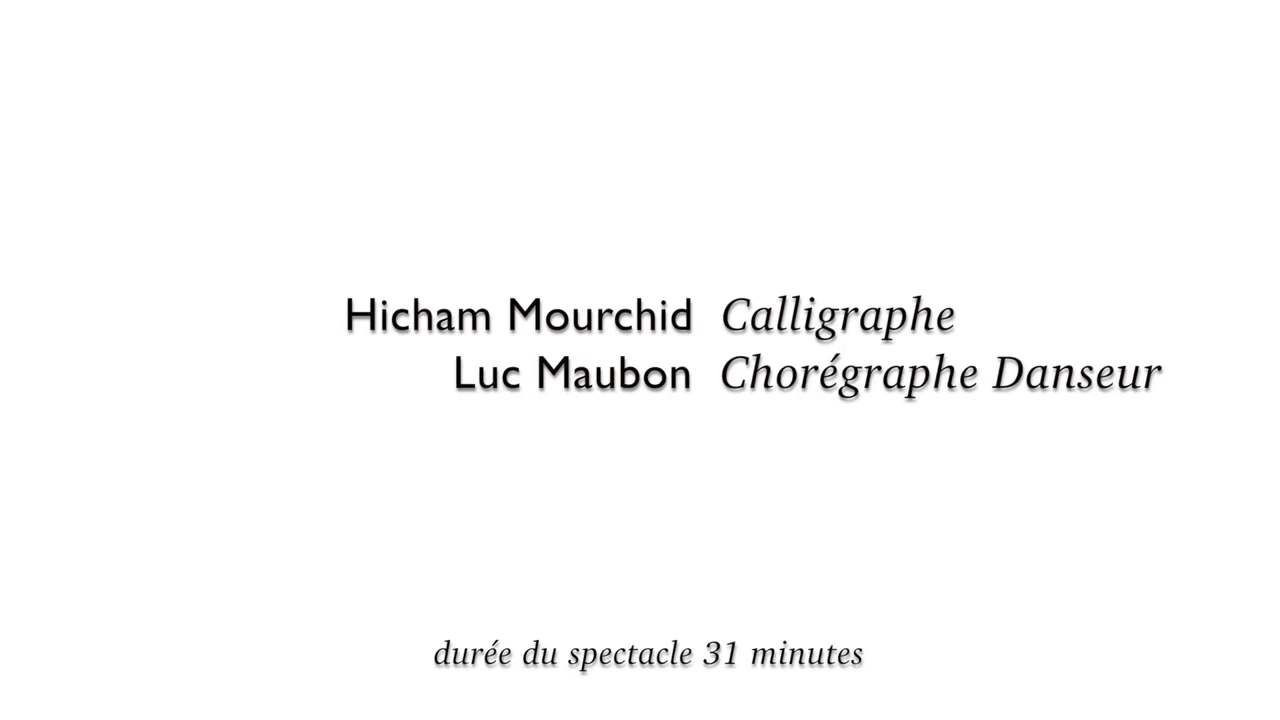 Hicham Mourchid Calligraphe
Luc Maubon Chorégraphe Danseur
durée du spectacle 31 minutes